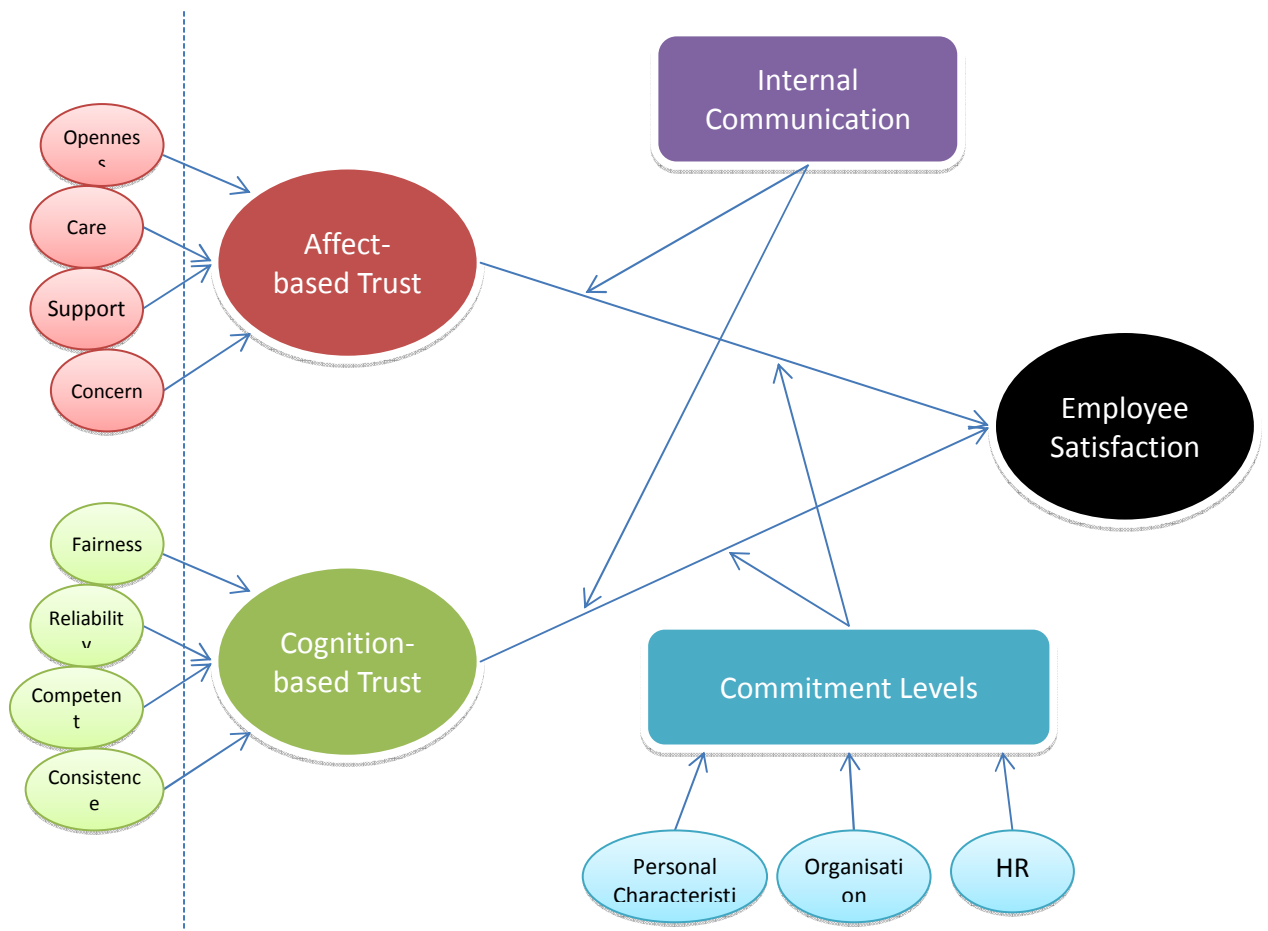 Internal
Communication
Opennes
s
Care
Support
Concern
Affect-
based Trust
Employee
Satisfaction
Fairness
Reliabilit
y
Competen
t
Consistenc
e
Cognition-
based Trust
Commitment Levels
Personal
Characteristi
Organisati
on
HR